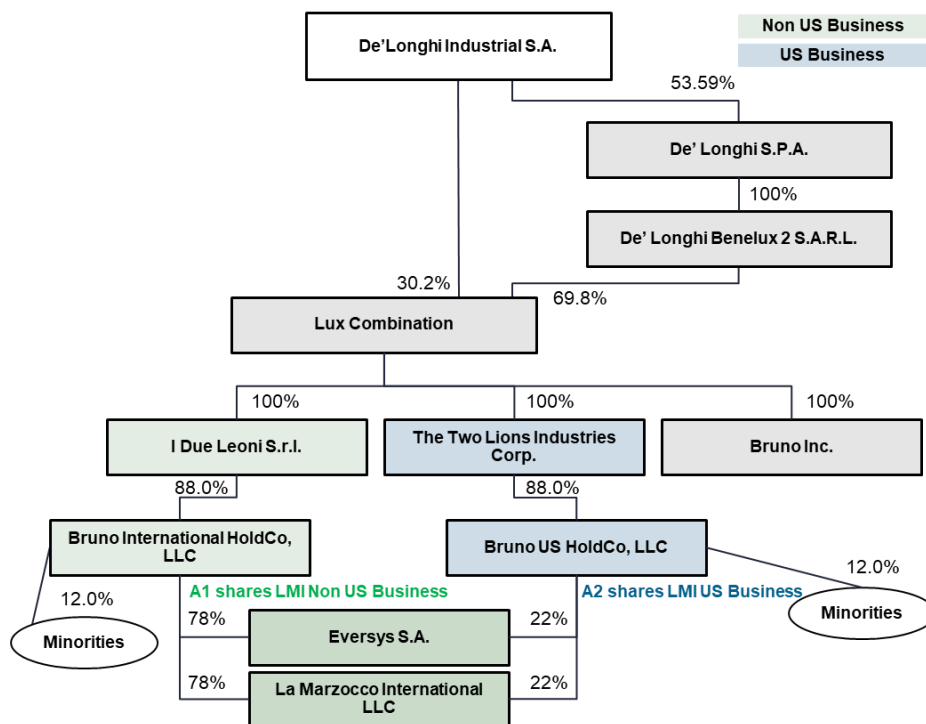 De'Longhi Industrial S.A.
Non US Business
US Business
53.59%
De' Longhi S.P.A.
100%
De' Longhi Benelux 2 S.A.R.L.
30.2%
69.8%
Lux Combination
100%
100%
100%
I Due Leoni S.r.l.
The Two Lions Industries
Corp.
Bruno Inc.
88.0%
88.0%
Bruno International HoldCo,
LLC
Bruno US HoldCo, LLC
12.0%
A1 shares LMI Non US Business
A2 shares LMI US Business
12.0%
Minorities
Minorities
78%
Eversys S.A.
22%
78%
La Marzocco International
LLC
22%